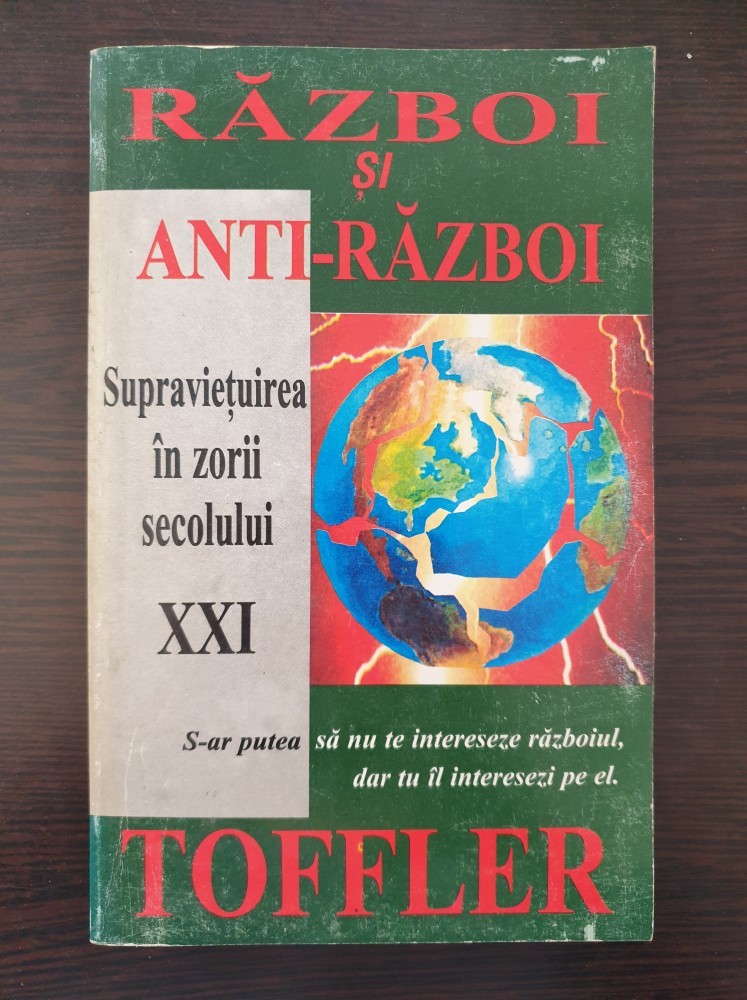 RĂZBOI
ȘI
ANTI-RĂZBOI
Supraviețuirea
în zorii
secolului
XXI
S-ar putea să nu te intereseze războiul,
dar tu îl interesezi pe el.
TOFFLER